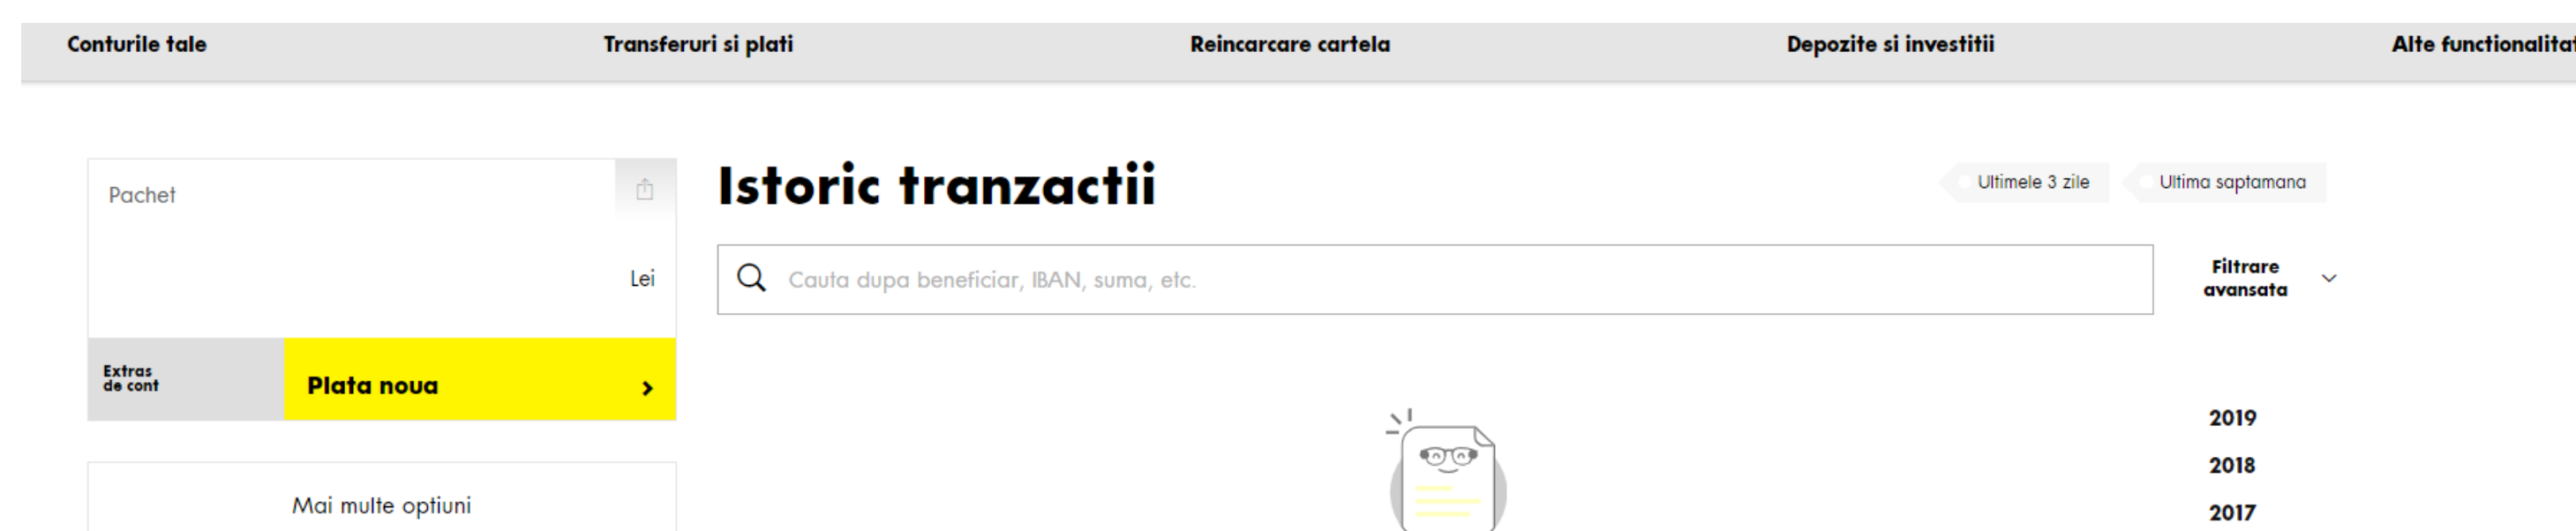 Conturile tale
Transferuri si plati
Reincarcare cartela
Depozite si investitii
Alte functionalitat
Pachet
Lei
Extras
de cont
Plata noua
Mai multe optiuni
Istoric tranzactii
Ultimele 3 zile
Ultima saptamana
Cauta dupa beneficiar, IBAN, suma, etc.
Filtrare
avansata
2019
2018
2017